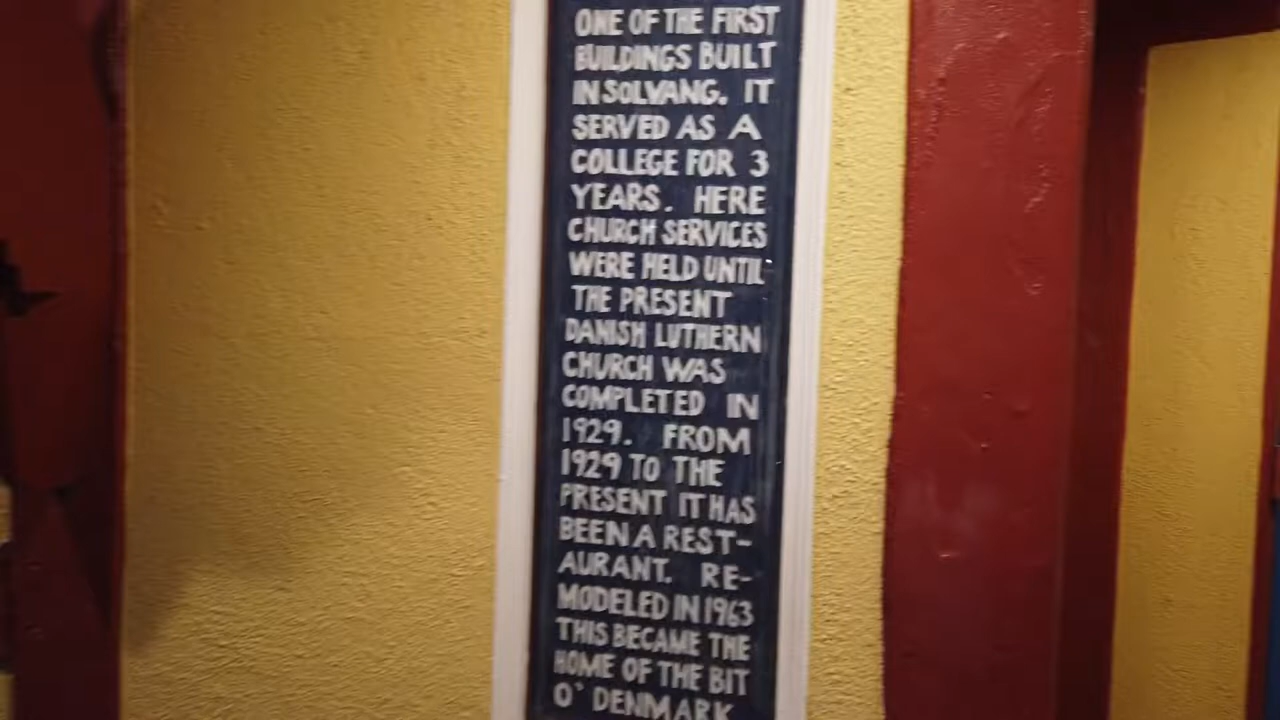 ONE OF THE FIRST
BUILDINGS BUILT
IN SOLVANG. IT
SERVED AS A
COLLEGE FOR 3
YEARS. HERE
CHURCH SERVICES
WERE HELD UNTIL
THE PRESENT
DANISH LUTHERN
CHURCH WAS
COMPLETED IN
1929. FROM
1929 TO THE
PRESENT IT HAS
BEEN A REST-
AURANT. RE-
MODELED IN 1963
THIS BECAME THE
HOME OF THE BIT
O' DENMARK